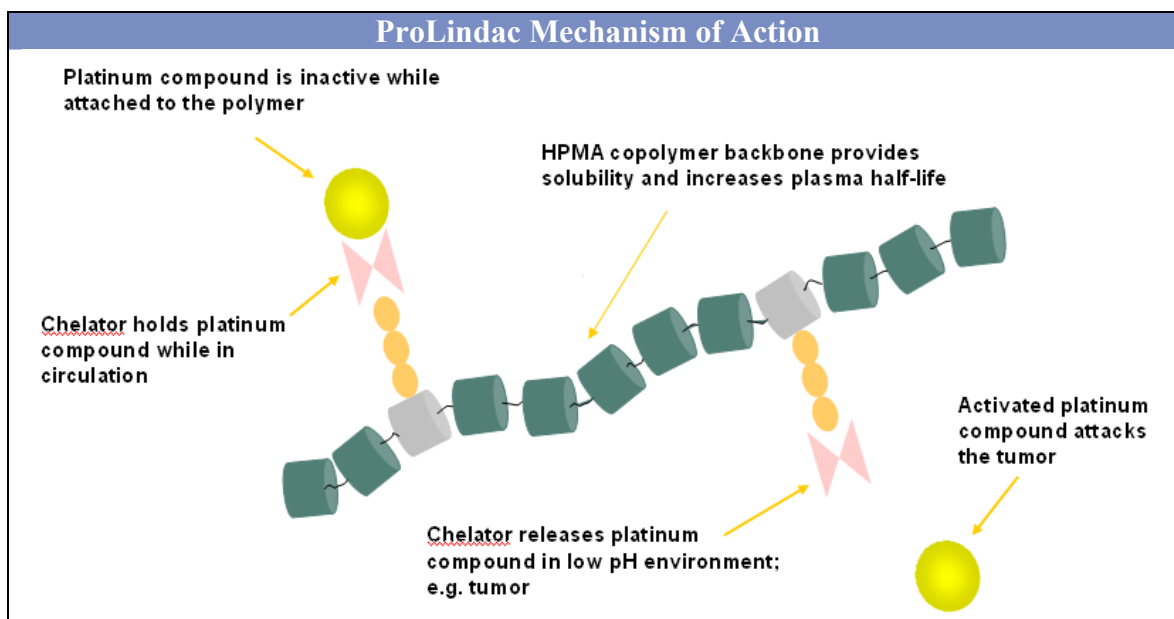 ProLindac Mechanism of Action
Platinum compound is inactive while
attached to the polymer
HPMA copolymer backbone provides
solubility and increases plasma half-life
Chelator holds platinum
compound while in
circulation
Activated platinum
compound attacks
the tumor
Chelator releases platinum
compound in low pH environment;
e.g. tumor